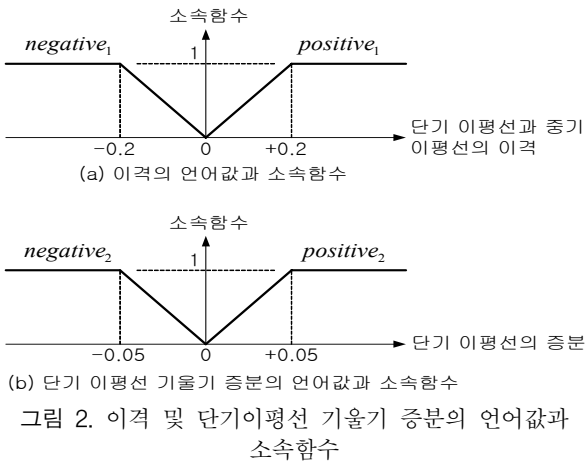 소속함수
negative₁
1
positive₁
-0.2
0
+0.2
단기 이평선과 중기
이평선의 이격
(a) 이격의 언어값과 소속함수
소속함수
negative₂
1
positive₂
-0.05
0
+0.05
단기 이평선의 증분
(b) 단기 이평선 기울기 증분의 언어값과 소속함수
그림 2. 이격 및 단기이평선 기울기 증분의 언어값과
소속함수